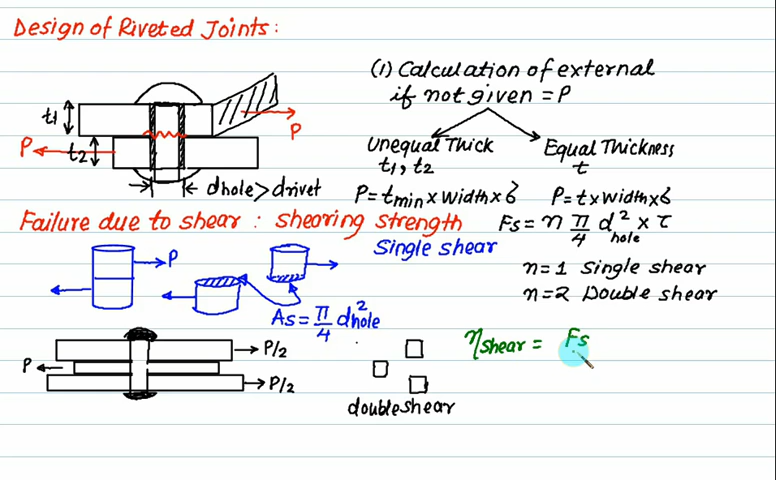 Design of Riveted Joints:
(1) Calculation of external
if not given = P
t1
P
P
t2
dhole > drivet
Unequal Thick
t1, t2
Equal Thickness
t
P = tmin x width x σ
P = t x width x σ
Failure due to shear : shearing strength
Fs = n π/4 d²hole x τ
Single shear
n = 1 Single shear
n = 2 Double shear
P
As = π/4 d²hole
P/2
P
P/2
double shear
ηshear = Fs